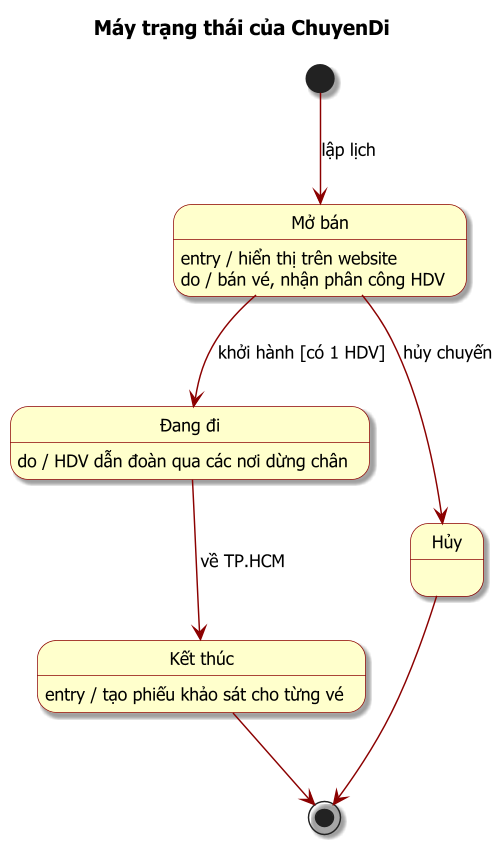 Máy trạng thái của ChuyenDi
lập lịch
Mở bán
entry / hiển thị trên website
do / bán vé, nhận phân công HDV
khởi hành [có 1 HDV]
hủy chuyến
Đang đi
do / HDV dẫn đoàn qua các nơi dừng chân
Hủy
về TP.HCM
Kết thúc
entry / tạo phiếu khảo sát cho từng vé